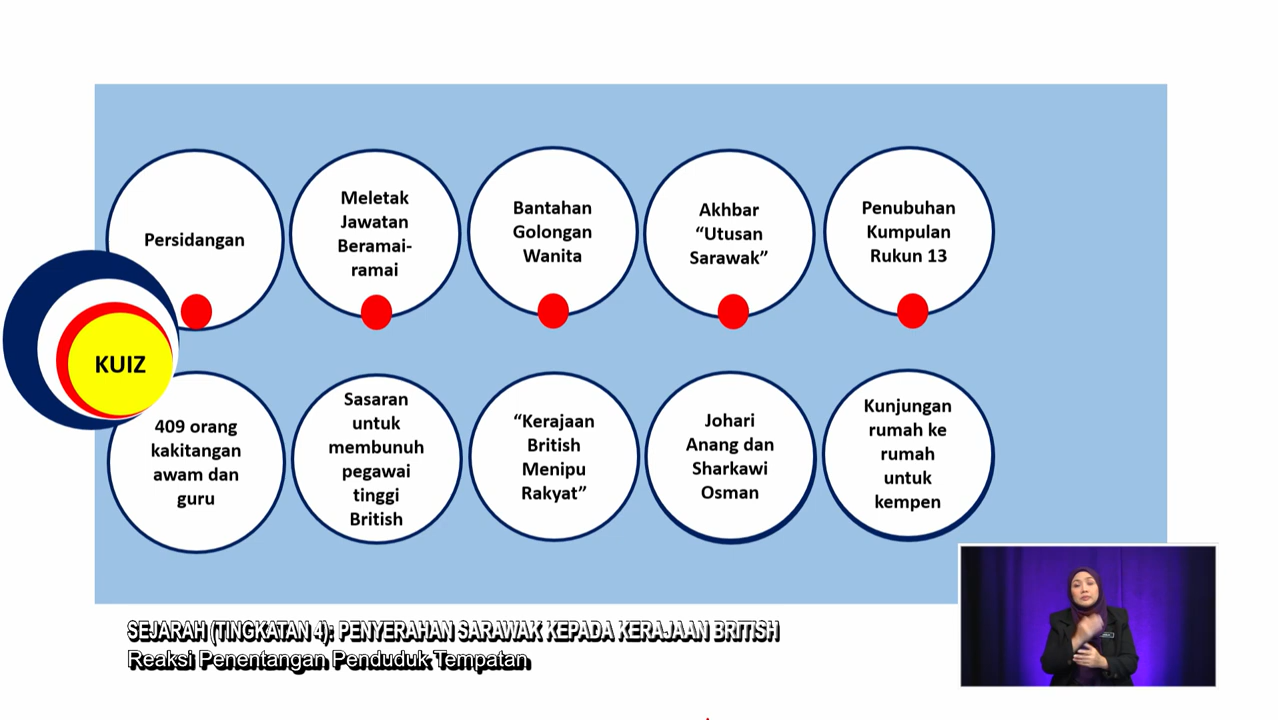 Persidangan
Meletak
Jawatan
Beramai-
ramai
Bantahan
Golongan
Wanita
Akhbar
“Utusan
Sarawak”
Penubuhan
Kumpulan
Rukun 13
KUIZ
409 orang
kakitangan
awam dan
guru
Sasaran
untuk
membunuh
pegawai
tinggi
British
“Kerajaan
British
Menipu
Rakyat”
Johari
Anang dan
Sharkawi
Osman
Kunjungan
rumah ke
rumah
untuk
kempen
SEJARAH (TINGKATAN 4): PENYERAHAN SARAWAK KEPADA KERAJAAN BRITISH
Reaksi Penentangan Penduduk Tempatan